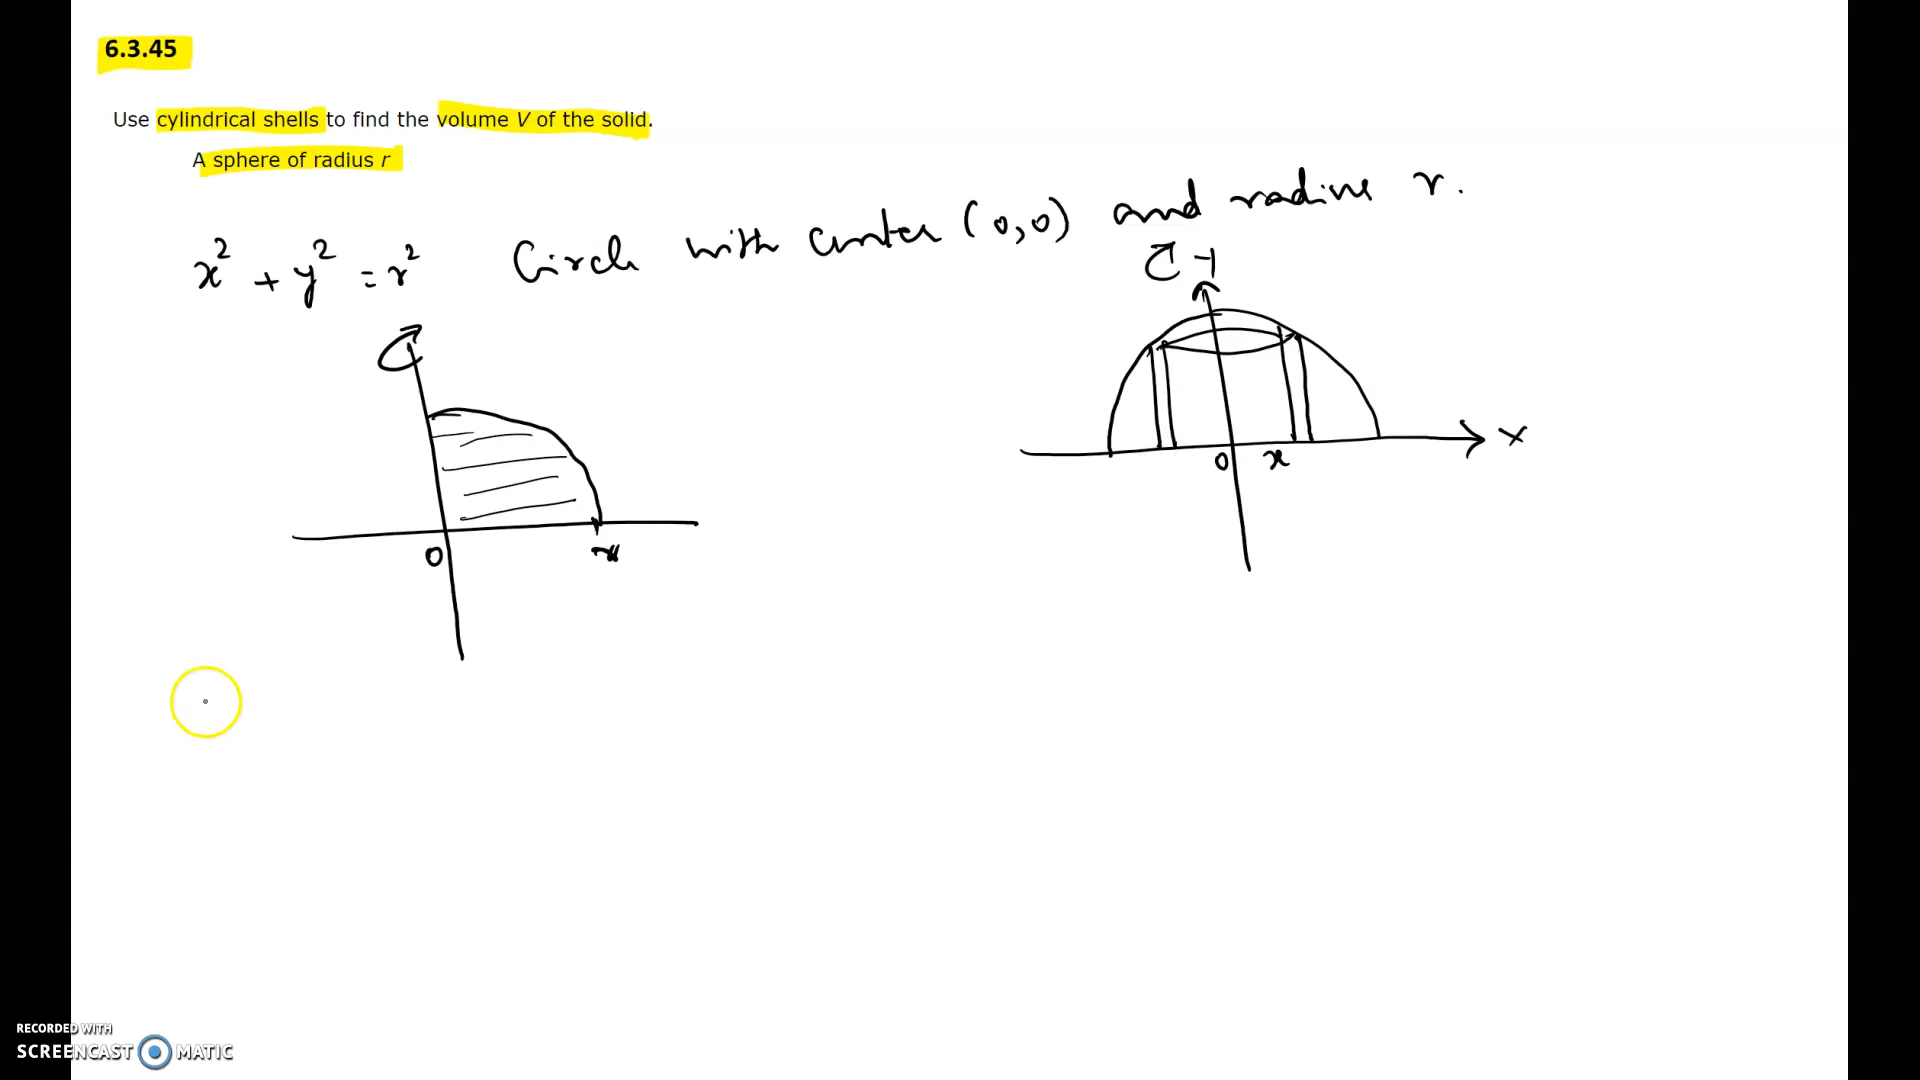 6.3.45
Use cylindrical shells to find the volume V of the solid.
A sphere of radius r
x² + y² = r² Circle with center (0,0) and radius r.
x
0 x
0
RECORDED WITH
SCREENCAST MATIC